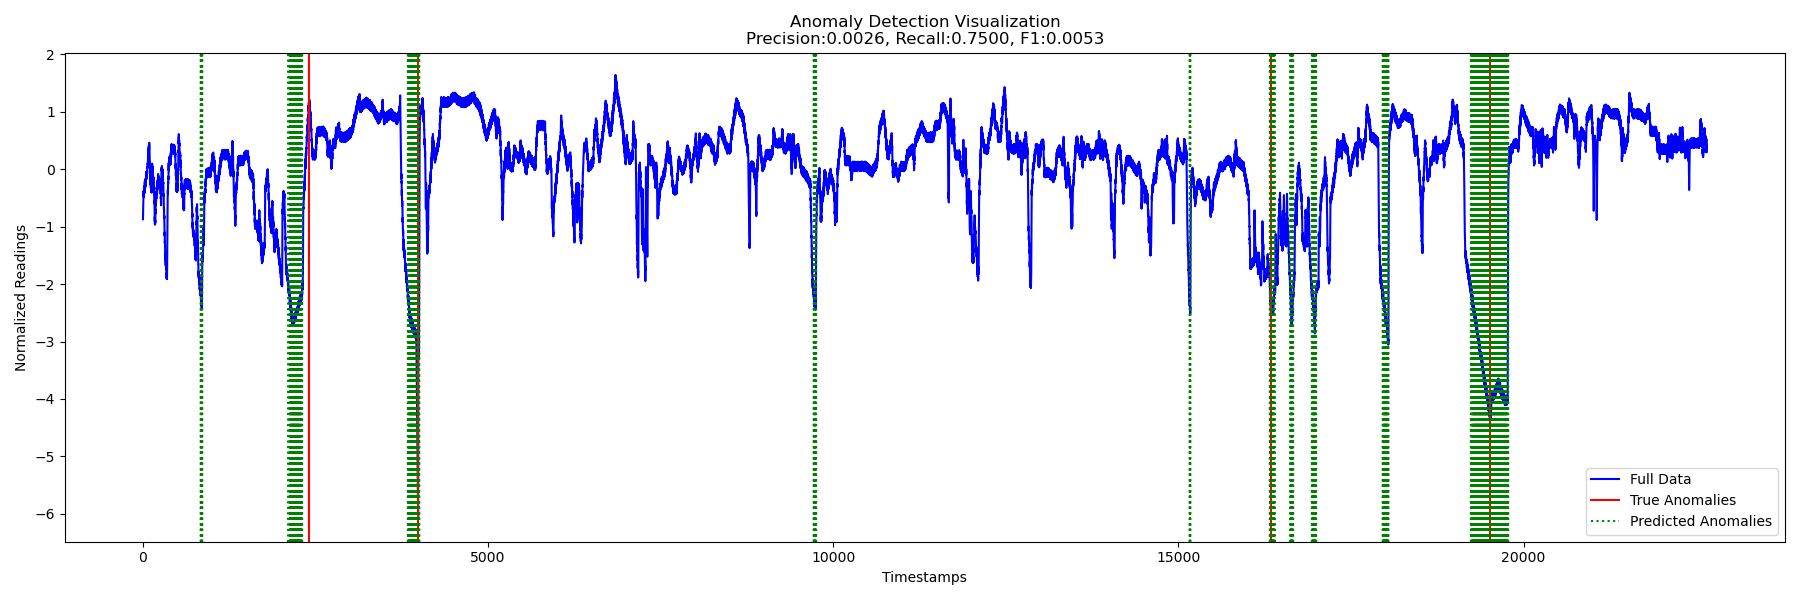 Anomaly Detection Visualization
Precision:0.0026, Recall:0.7500, F1:0.0053
2
1
0
−1
−2
−3
−4
−5
−6
Normalized Readings
0
5000
10000
15000
20000
Timestamps
Full Data
True Anomalies
Predicted Anomalies